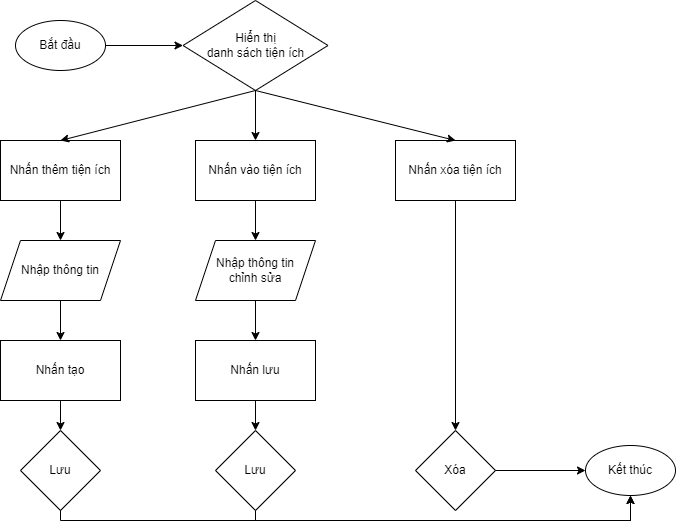 Bắt đầu
Hiển thị
danh sách tiện ích
Nhấn thêm tiện ích
Nhấn vào tiện ích
Nhấn xóa tiện ích
Nhập thông tin
Nhập thông tin
chỉnh sửa
Nhấn tạo
Nhấn lưu
Lưu
Lưu
Xóa
Kết thúc